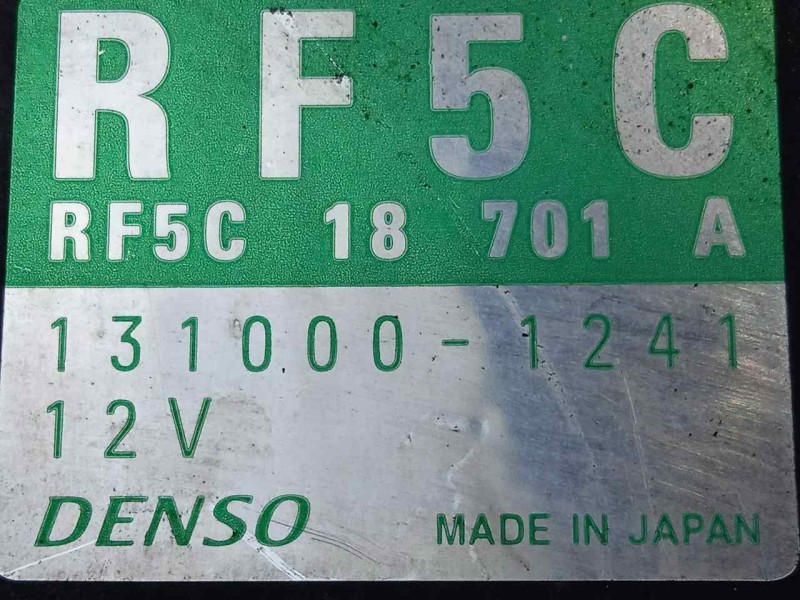 RF5C
RF5C 18 701 A
131000-1241
12V
DENSO MADE IN JAPAN